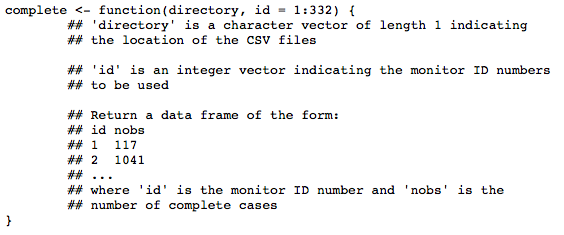 complete <- function(directory, id = 1:332) {
## 'directory' is a character vector of length 1 indicating
## the location of the CSV files
## 'id' is an integer vector indicating the monitor ID numbers
## to be used
## Return a data frame of the form:
## id nobs
## 1  117
## 2  1041
## ...
## where 'id' is the monitor ID number and 'nobs' is the
## number of complete cases
}